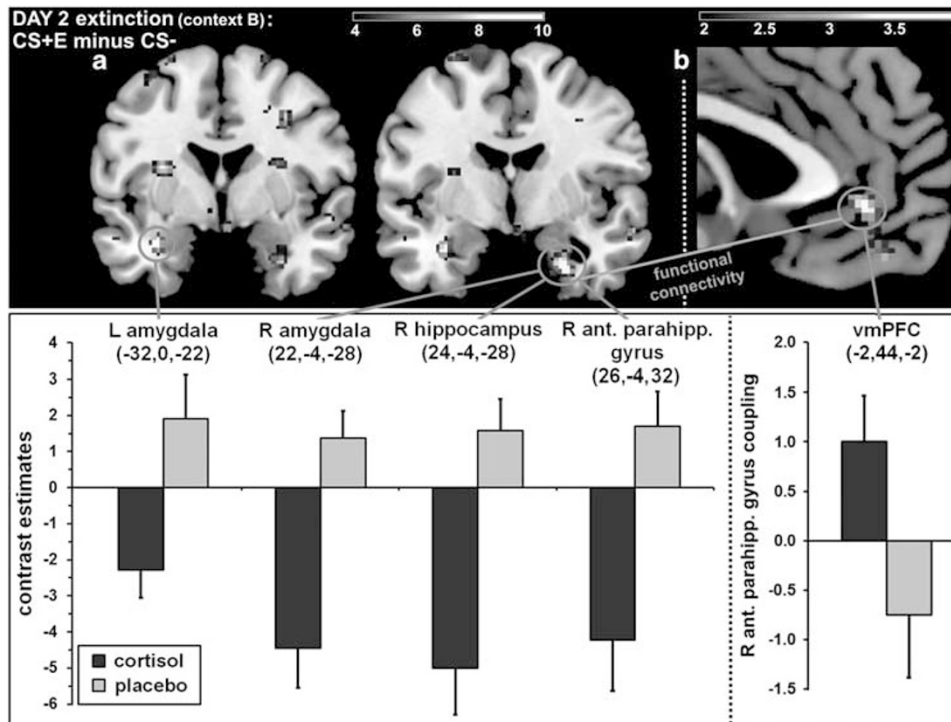 DAY 2 extinction (context B):
CS+E minus CS-
4 6 8 10
2 2.5 3 3.5
a
b
functional
connectivity
L amygdala
(-32,0,-22)
R amygdala
(22,-4,-28)
R hippocampus
(24,-4,-28)
R ant. parahipp.
gyrus
(26,-4,32)
vmPFC
(-2,44,-2)
contrast estimates
4
3
2
1
0
-1
-2
-3
-4
-5
-6
cortisol
placebo
R ant. parahipp. gyrus coupling
2.0
1.5
1.0
0.5
0.0
-0.5
-1.0
-1.5